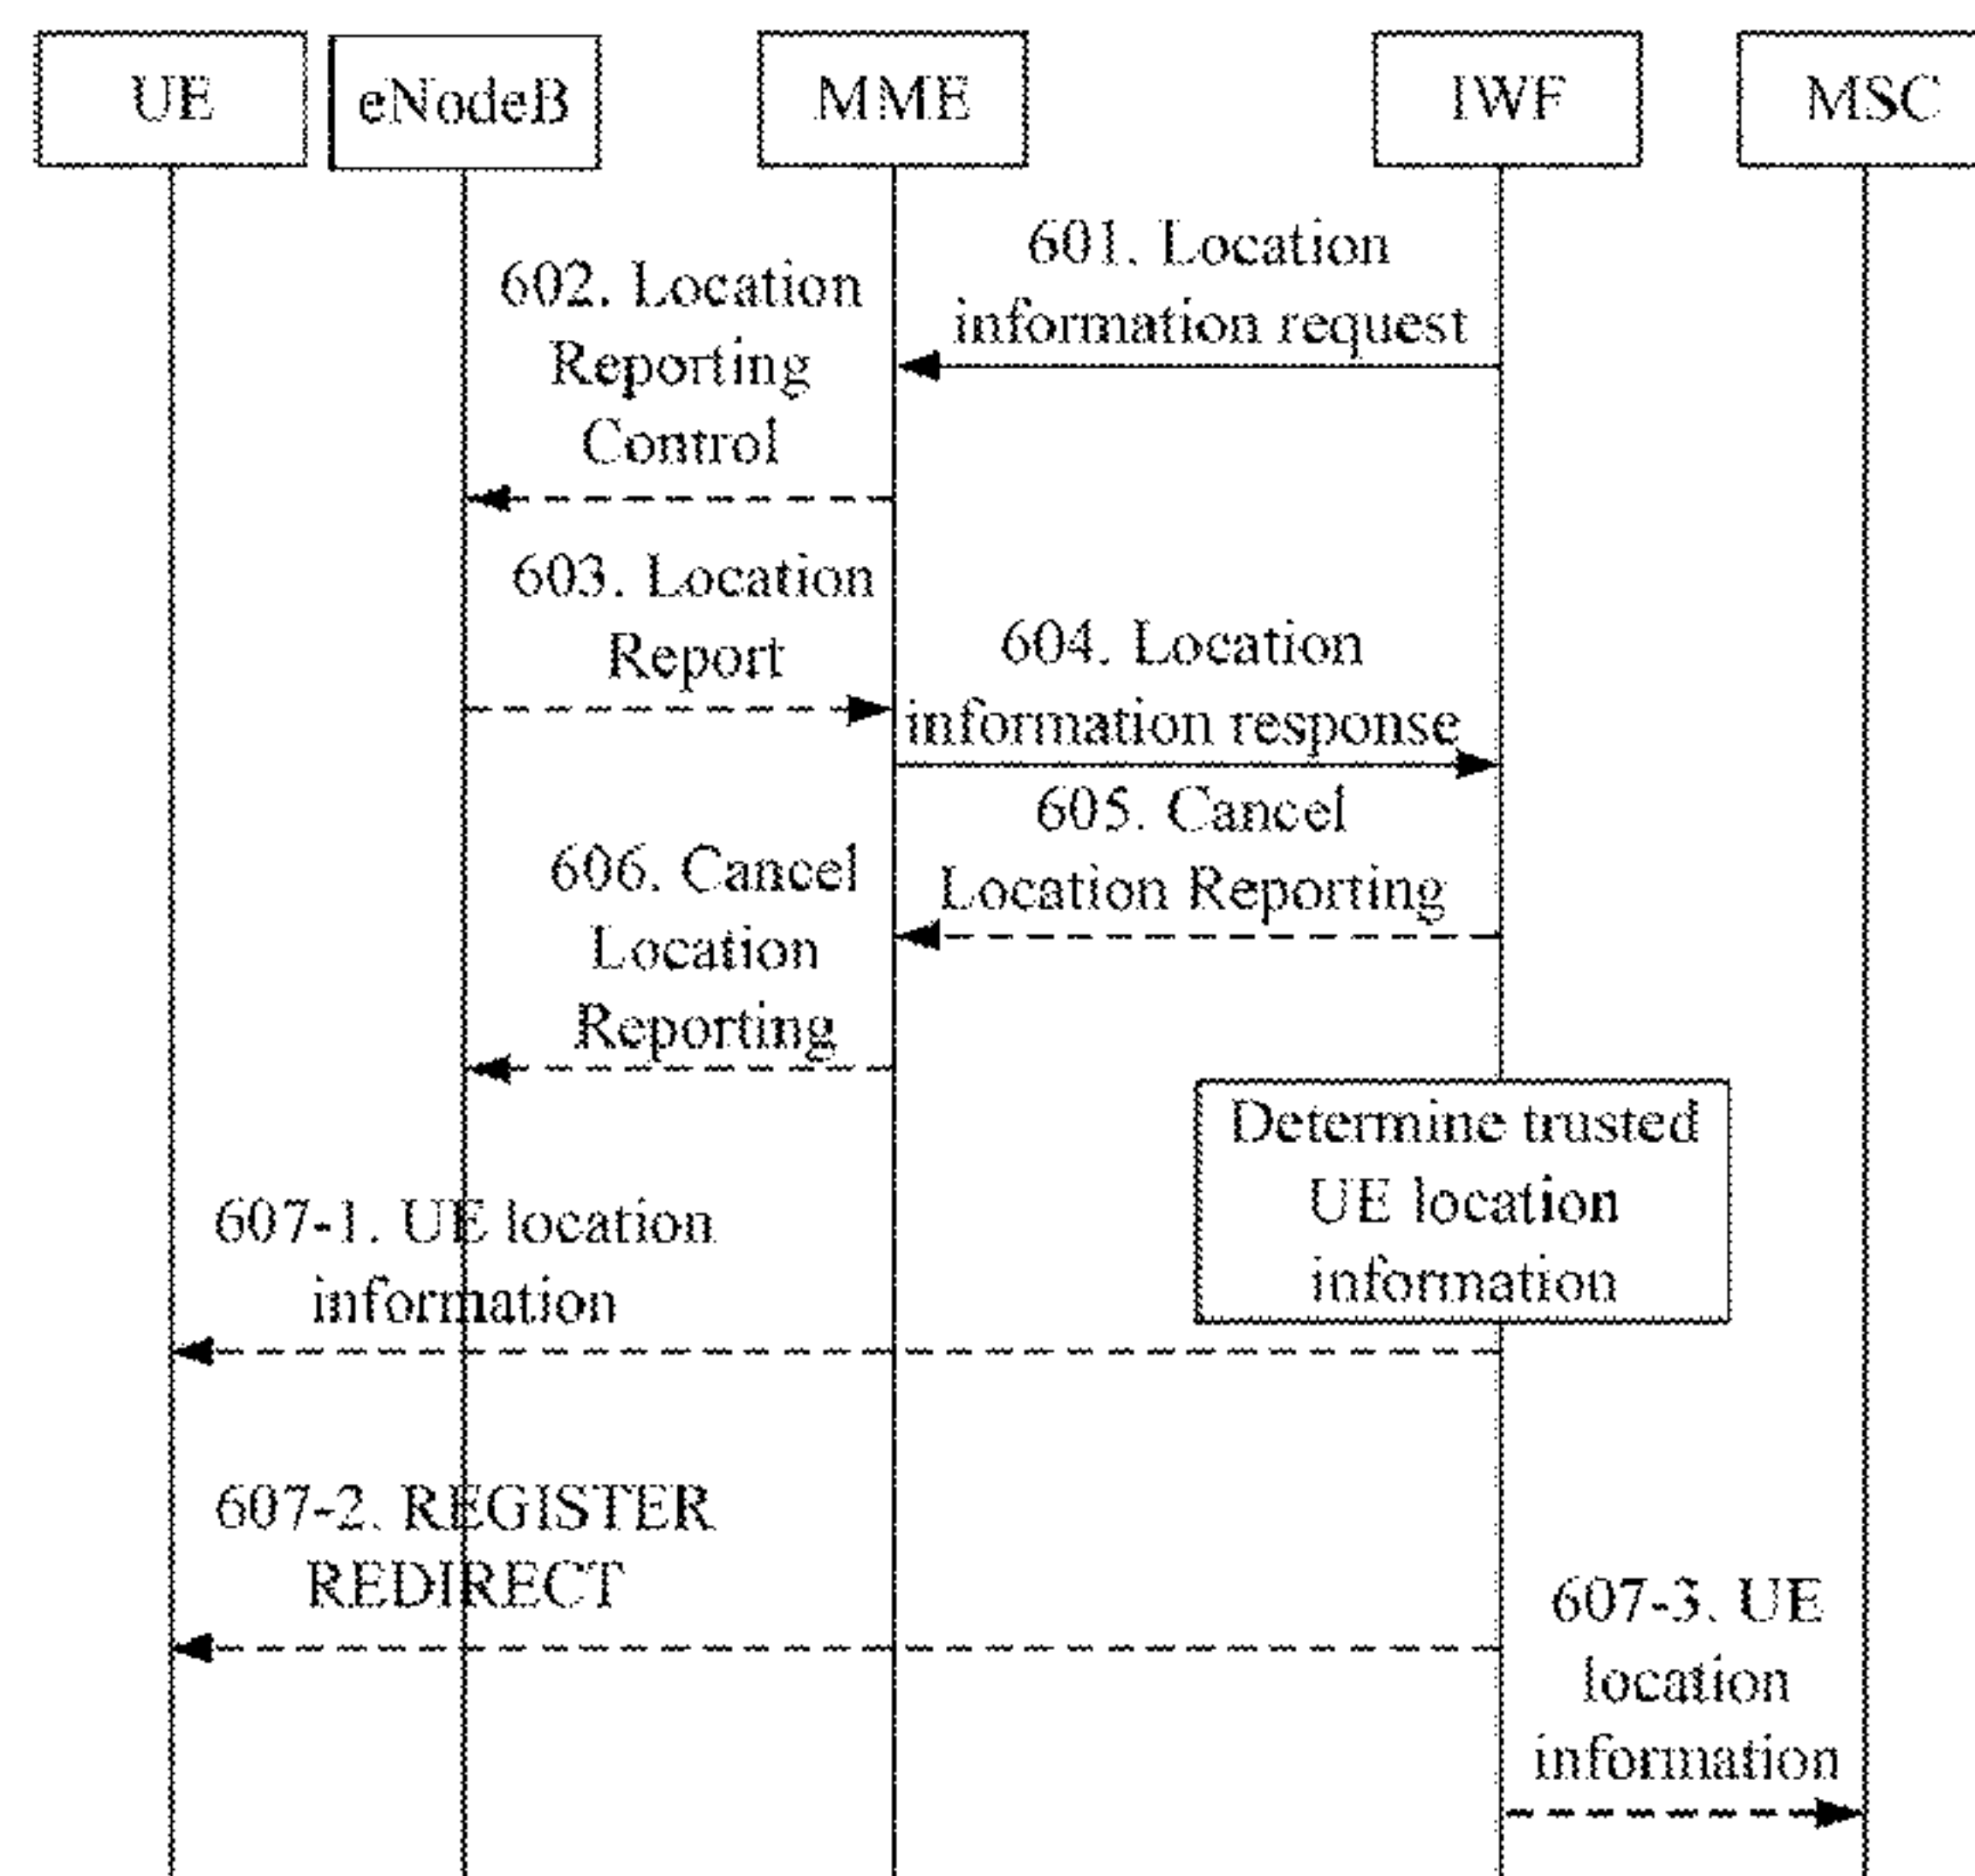 UE
eNodeB
MME
IWF
MSC
601. Location
information request
602. Location
Reporting
Control
603. Location
Report
604. Location
information response
605. Cancel
Location Reporting
606. Cancel
Location
Reporting
Determine trusted
UE location
information
607-1. UE location
information
607-2. REGISTER
REDIRECT
607-3. UE
location
information